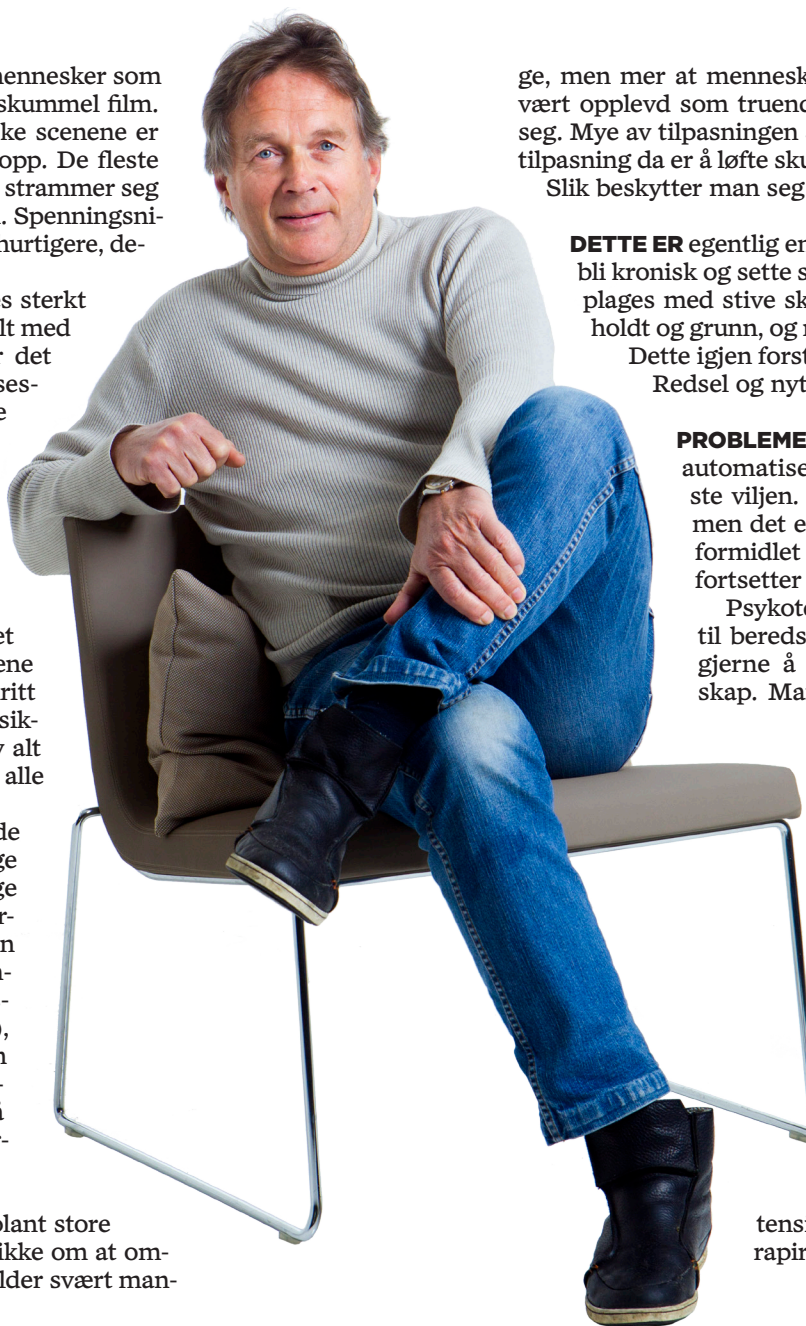 mennesker som
skummel film.
ke scenene er
opp. De fleste
strammer seg
. Spenningsni-
hurtigere, de-
s sterkt
lt med
r det
ses-
e
et
ene
ritt
sik-
v alt
alle
de
ge
ge
r-
n
n-
-
),
n
-
å
r-
blant store
ikke om at om-
lder svært man-
ge, men mer at mennesk
vært opplevd som truend
seg. Mye av tilpasningen
tilpasning da er å løfte sku
Slik beskytter man seg
DETTE ER egentlig en
bli kronisk og sette s
plages med stive sk
holdt og grunn, og
Dette igjen forst
Redsel og nyt
PROBLEME
automatise
ste viljen.
men det e
formidlet
fortsetter
Psykote
til bereds
gjerne å
skap. Ma
tens
rapi